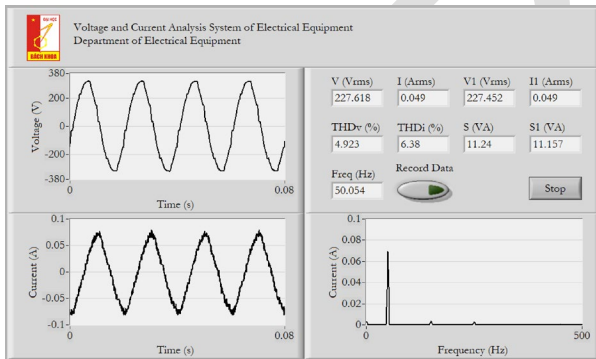 ĐẠI HỌC
BÁCH KHOA
Voltage and Current Analysis System of Electrical Equipment
Department of Electrical Equipment
Voltage (V)
380
200
0
-200
-380
0
0.08
Time (s)
V (Vrms) I (Arms) V1 (Vrms) I1 (Arms)
227.618 0.049 227.452 0.049
THDv (%) THDi (%) S (VA) S1 (VA)
4.923 6.38 11.24 11.157
Freq (Hz) Record Data
50.054 Stop
Current (A)
0.1
0.05
0
-0.05
-0.1
0
0.08
Time (s)
Current (A)
0.1
0.08
0.06
0.04
0.02
0
0
500
Frequency (Hz)